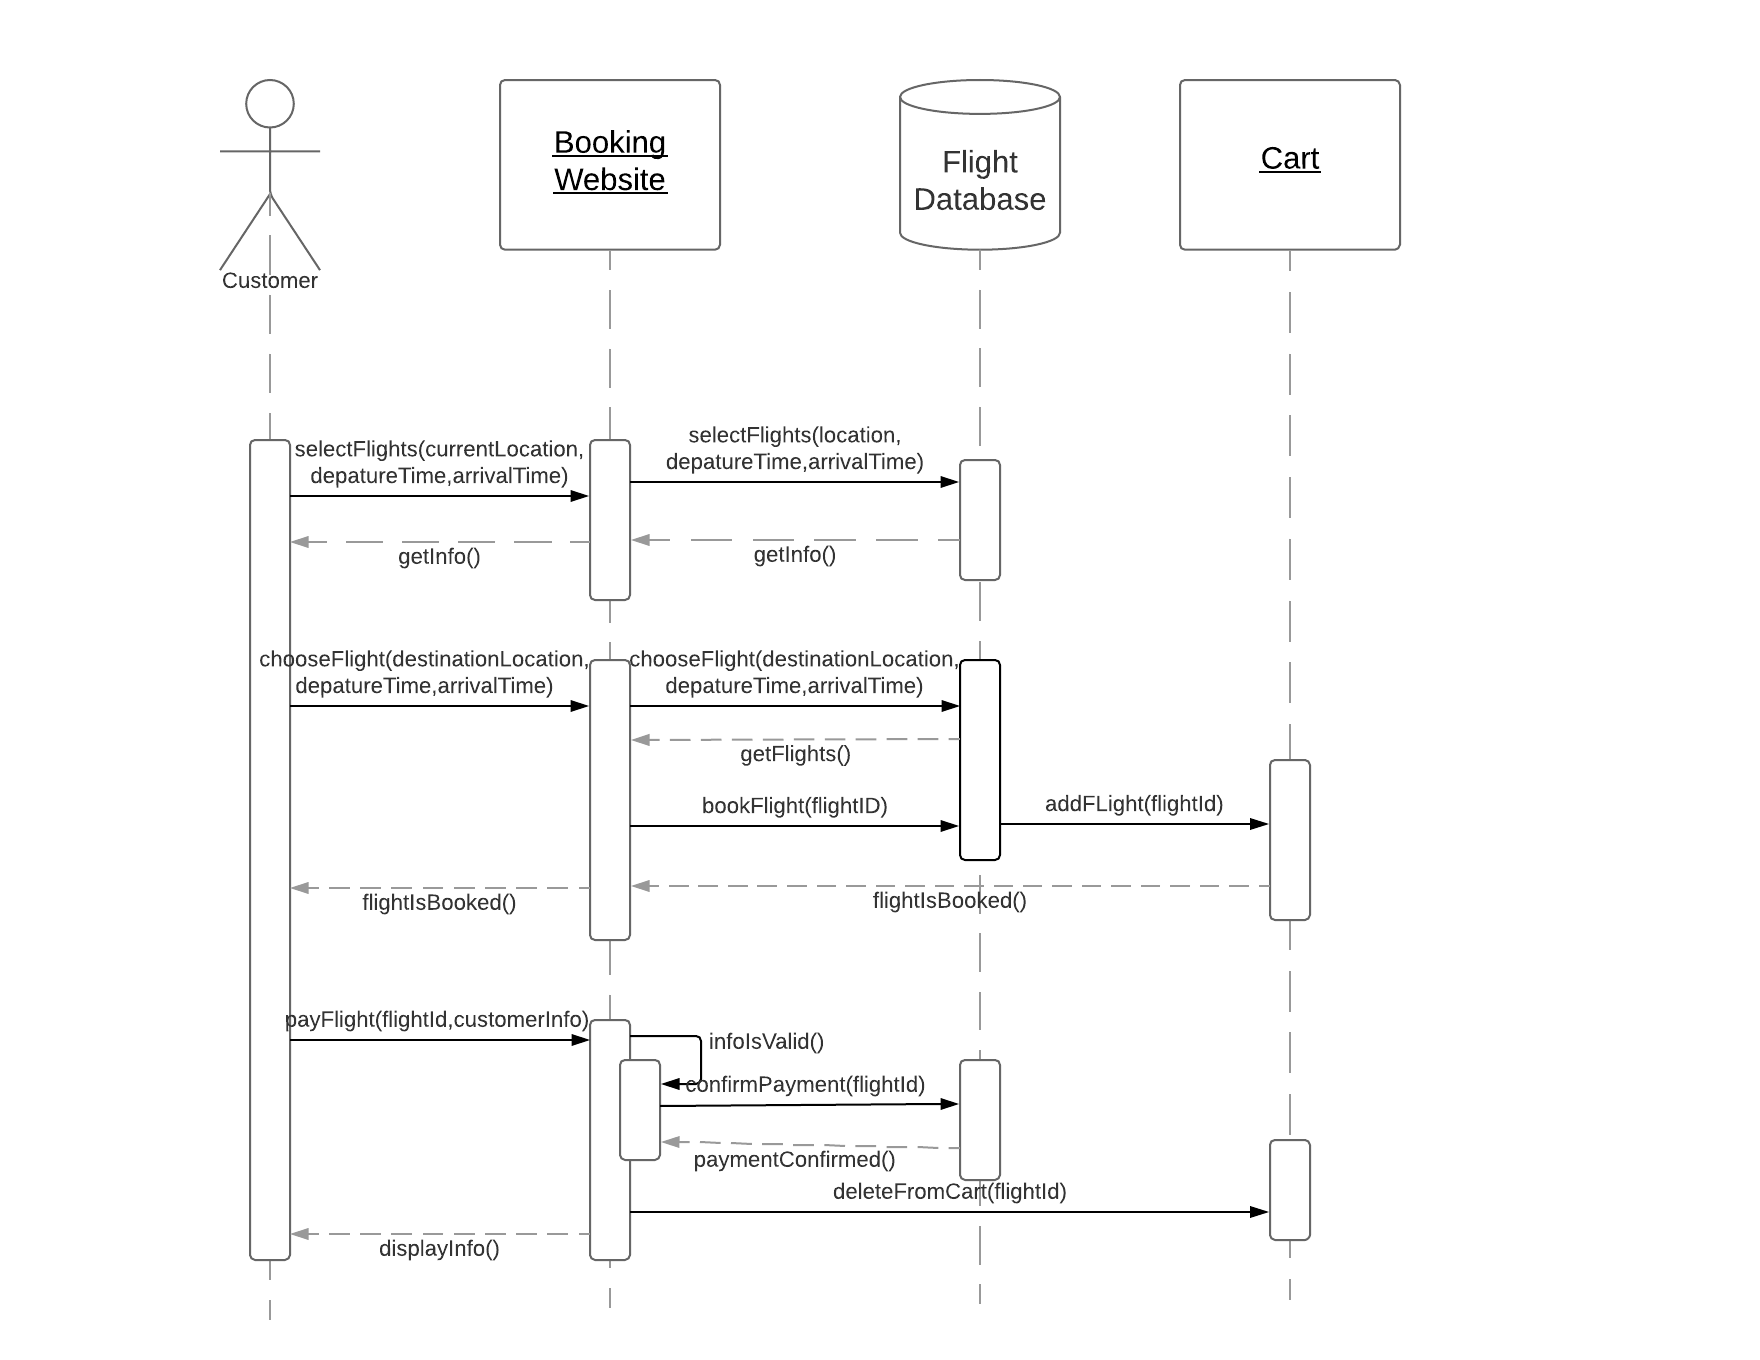 Booking
Website
Flight
Database
Cart
Customer
selectFlights(currentLocation,
depatureTime,arrivalTime)
selectFlights(location,
depatureTime,arrivalTime)
getInfo()
getInfo()
chooseFlight(destinationLocation,
depatureTime,arrivalTime)
chooseFlight(destinationLocation,
depatureTime,arrivalTime)
getFlights()
bookFlight(flightID)
addFLight(flightId)
flightIsBooked()
flightIsBooked()
payFlight(flightId,customerInfo)
infoIsValid()
confirmPayment(flightId)
paymentConfirmed()
deleteFromCart(flightId)
displayInfo()